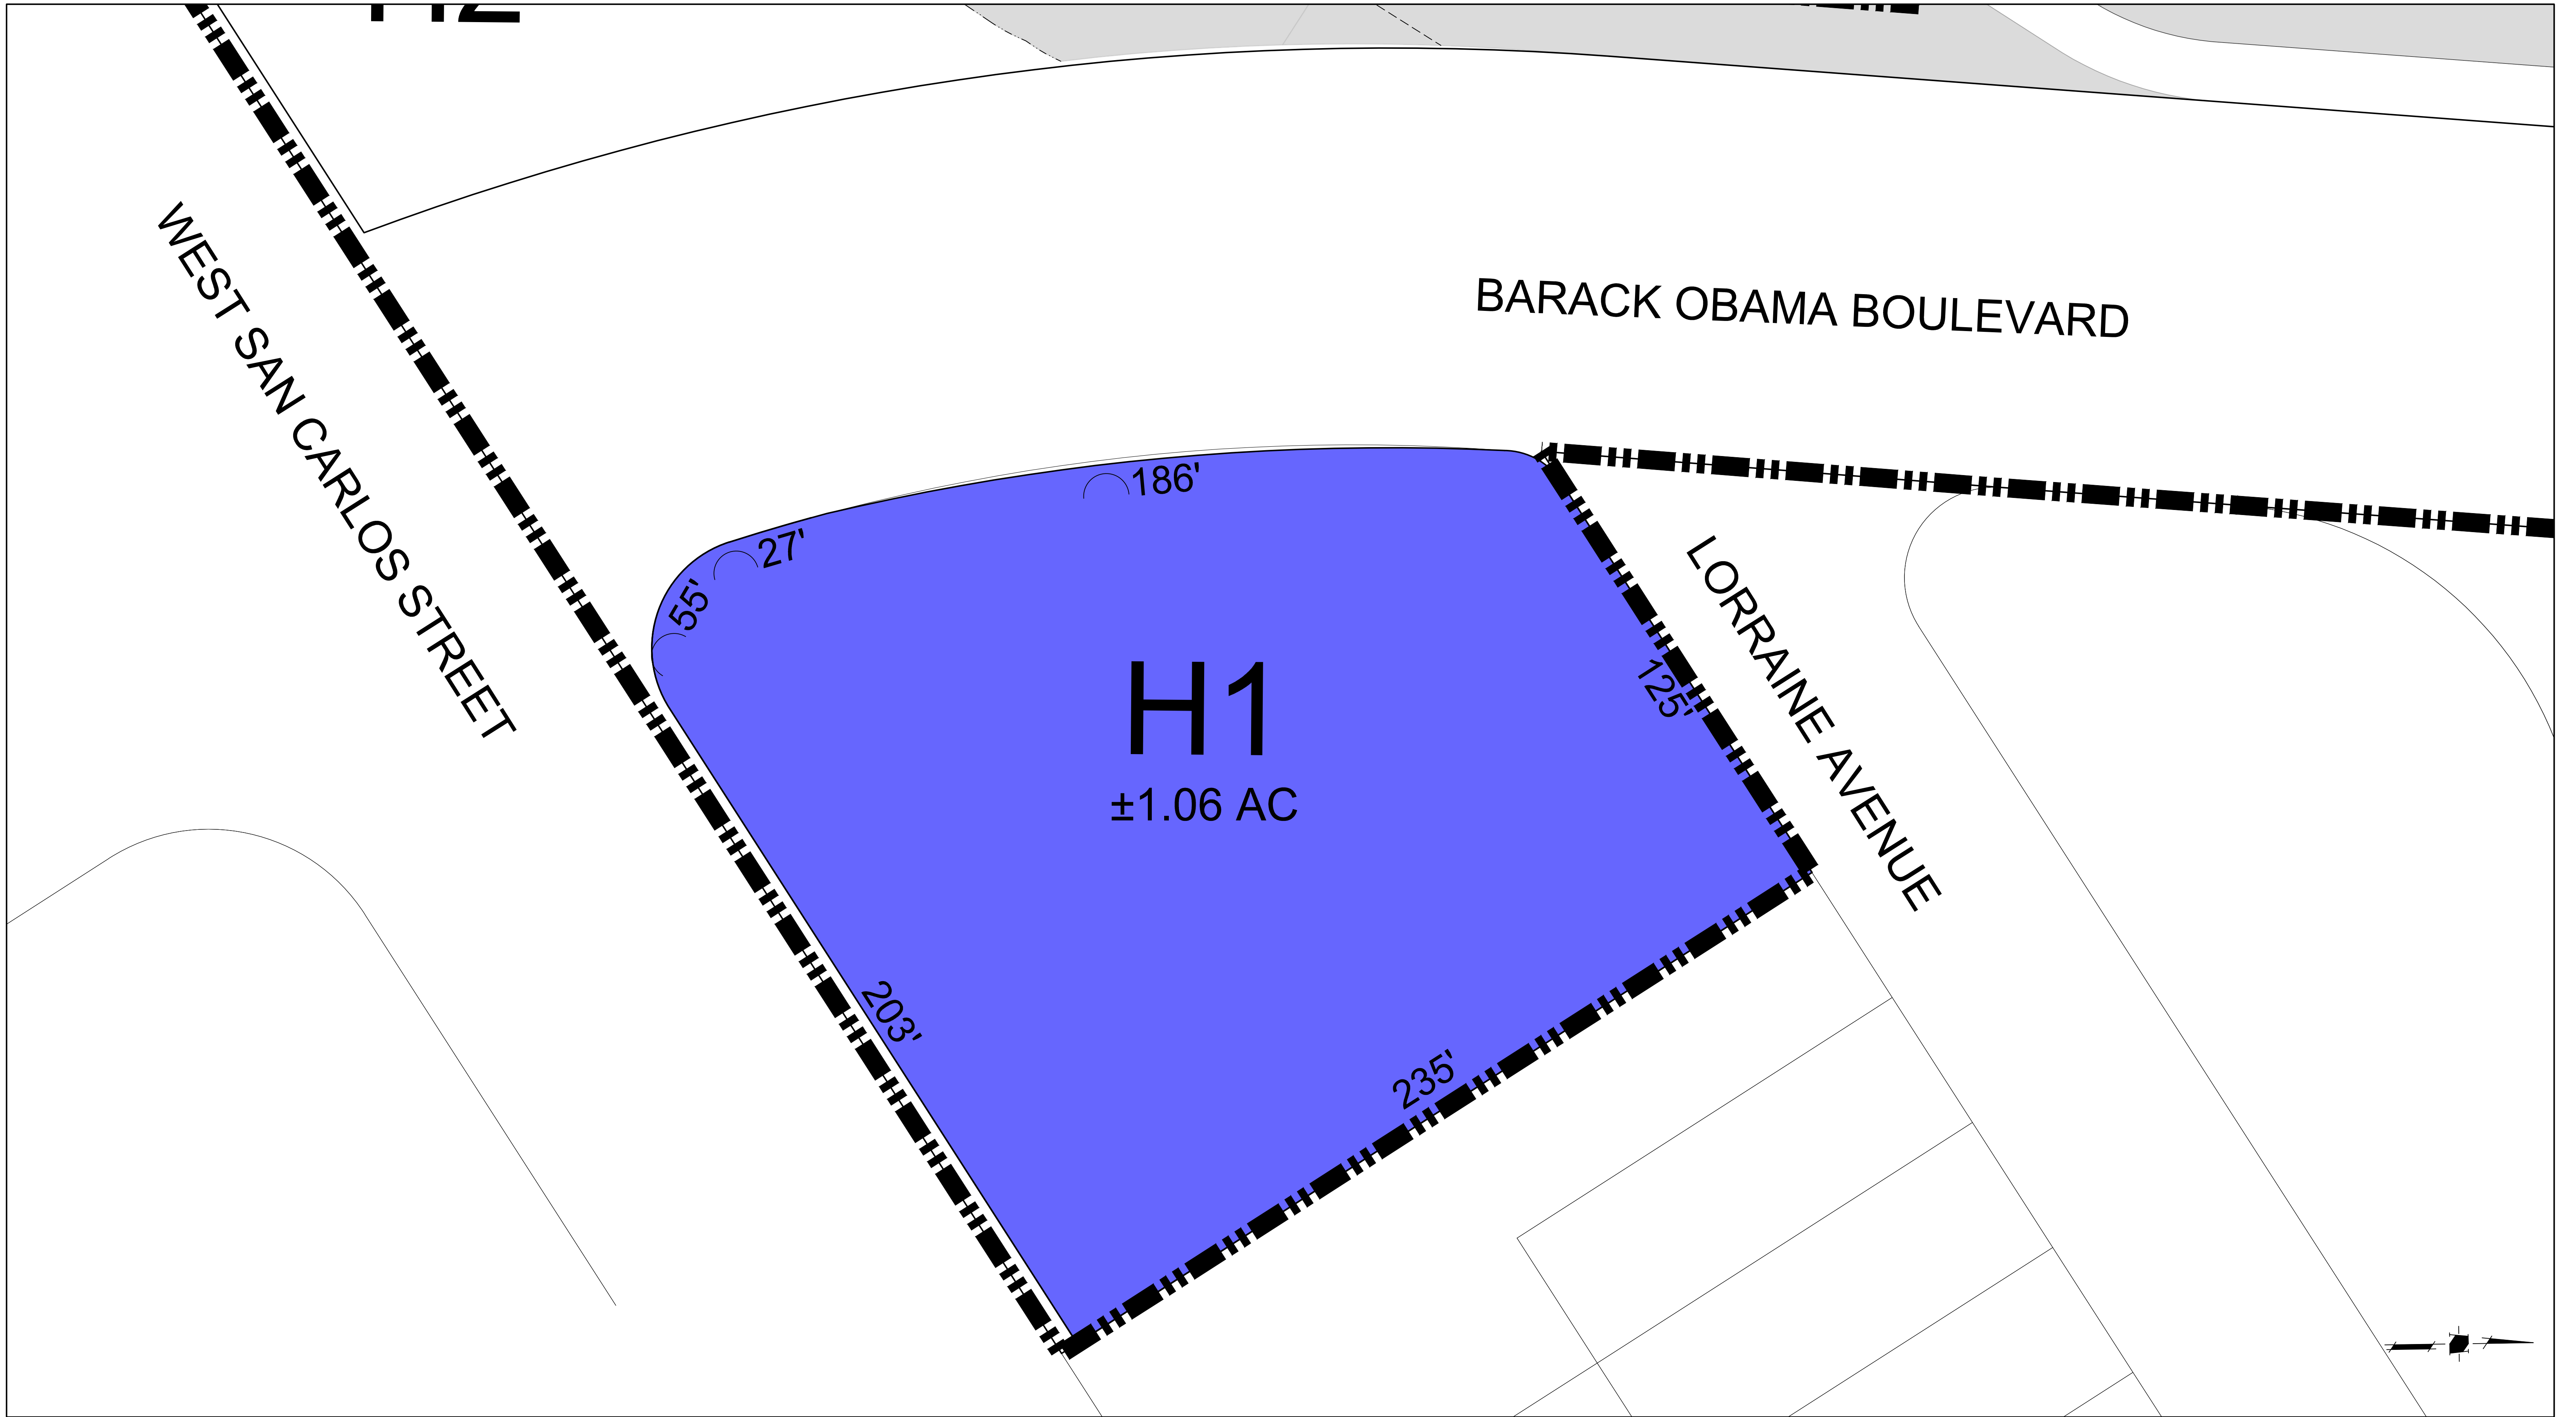 WEST SAN CARLOS STREET
BARACK OBAMA BOULEVARD
186'
27'
55'
LORRAINE AVENUE
125'
H1
±1.06 AC
203'
235'